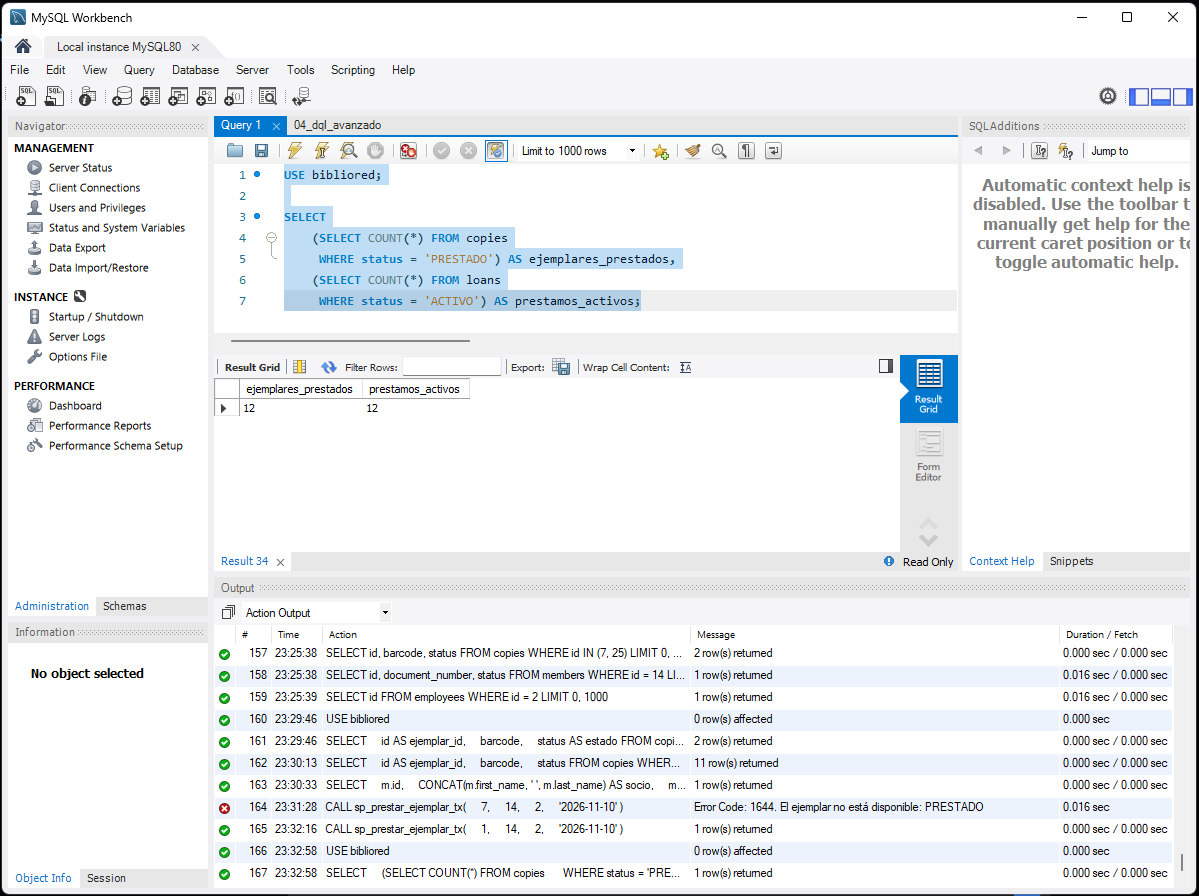 MySQL Workbench
Local instance MySQL80
File Edit View Query Database Server Tools Scripting Help
Navigator
MANAGEMENT
Server Status
Client Connections
Users and Privileges
Status and System Variables
Data Export
Data Import/Restore
INSTANCE
Startup / Shutdown
Server Logs
Options File
PERFORMANCE
Dashboard
Performance Reports
Performance Schema Setup
Administration Schemas
Information
No object selected
Object Info Session
Query 1 04_dql_avanzado
Limit to 1000 rows
1 USE bibliored;
2
3 SELECT
4 (SELECT COUNT(*) FROM copies
5 WHERE status = 'PRESTADO') AS ejemplares_prestados,
6 (SELECT COUNT(*) FROM loans
7 WHERE status = 'ACTIVO') AS prestamos_activos;
Result Grid Filter Rows: Export: Wrap Cell Content:
ejemplares_prestados prestamos_activos
12 12
Result Grid
Form Editor
Result 34 Read Only
SQLAdditions
Jump to
Automatic context help is
disabled. Use the toolbar t
manually get help for the
current caret position or to
toggle automatic help.
Context Help Snippets
Output
Action Output
# Time Action Message Duration / Fetch
157 23:25:38 SELECT id, barcode, status FROM copies WHERE id IN (7, 25) LIMIT 0, ... 2 row(s) returned 0.000 sec / 0.000 sec
158 23:25:38 SELECT id, document_number, status FROM members WHERE id = 14 LI... 1 row(s) returned 0.016 sec / 0.000 sec
159 23:25:39 SELECT id FROM employees WHERE id = 2 LIMIT 0, 1000 1 row(s) returned 0.016 sec / 0.000 sec
160 23:29:46 USE bibliored 0 row(s) affected 0.000 sec
161 23:29:46 SELECT id AS ejemplar_id, barcode, status AS estado FROM copi... 2 row(s) returned 0.000 sec / 0.000 sec
162 23:30:13 SELECT id AS ejemplar_id, barcode, status FROM copies WHER... 11 row(s) returned 0.000 sec / 0.000 sec
163 23:30:33 SELECT m.id, CONCAT(m.first_name, ' ', m.last_name) AS socio, m... 1 row(s) returned 0.000 sec / 0.000 sec
164 23:31:28 CALL sp_prestar_ejemplar_tx( 7, 14, 2, '2026-11-10' ) Error Code: 1644. El ejemplar no está disponible: PRESTADO 0.016 sec
165 23:32:16 CALL sp_prestar_ejemplar_tx( 1, 14, 2, '2026-11-10' ) 1 row(s) returned 0.000 sec / 0.000 sec
166 23:32:58 USE bibliored 0 row(s) affected 0.000 sec
167 23:32:58 SELECT (SELECT COUNT(*) FROM copies WHERE status = 'PRE... 1 row(s) returned 0.000 sec / 0.000 sec